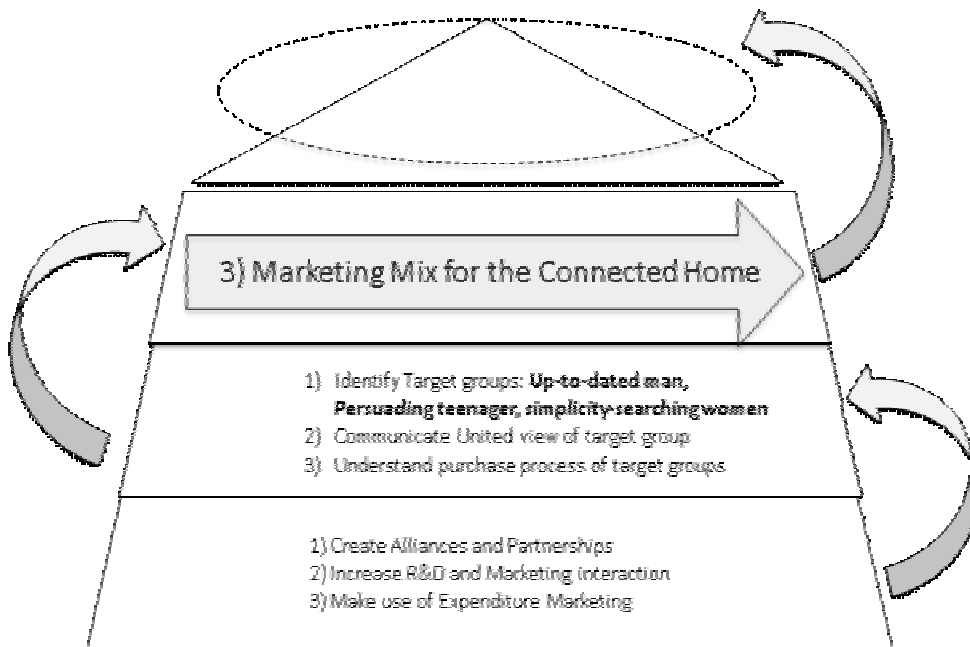 3) Marketing Mix for the Connected Home
1) Identify Target groups: Up-to-dated man,
Persuading teenager, simplicity-searching women
2) Communicate United view of target group
3) Understand purchase process of target groups
1) Create Alliances and Partnerships
2) Increase R&D and Marketing interaction
3) Make use of Expenditure Marketing